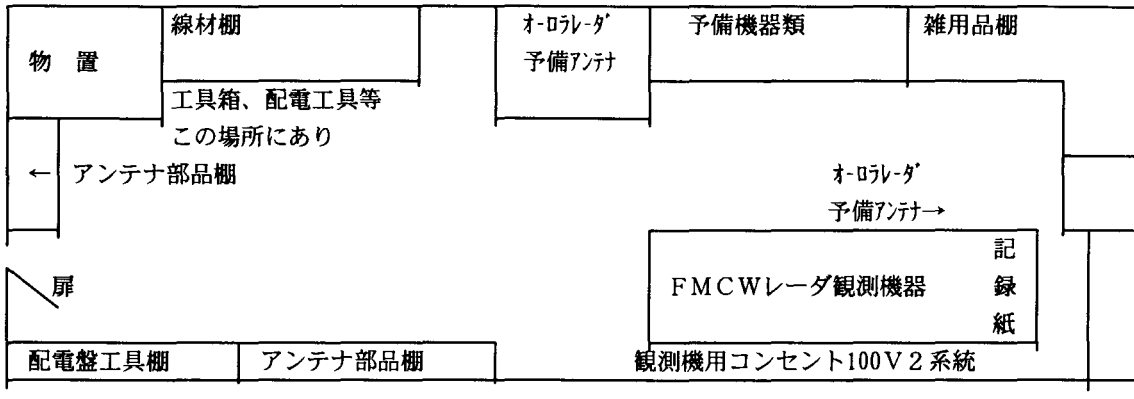 線材棚
物 置
工具箱、配電工具等
この場所にあり
← アンテナ部品棚
ｵｰﾛﾗﾚｰﾀﾞ
予備ｱﾝﾃﾅ
予備機器類
雑用品棚
ｵｰﾛﾗﾚｰﾀﾞ
予備ｱﾝﾃﾅ→
扉
ＦＭＣＷレーダ観測機器
記
録
紙
配電盤工具棚
アンテナ部品棚
観測機用コンセント100Ｖ２系統